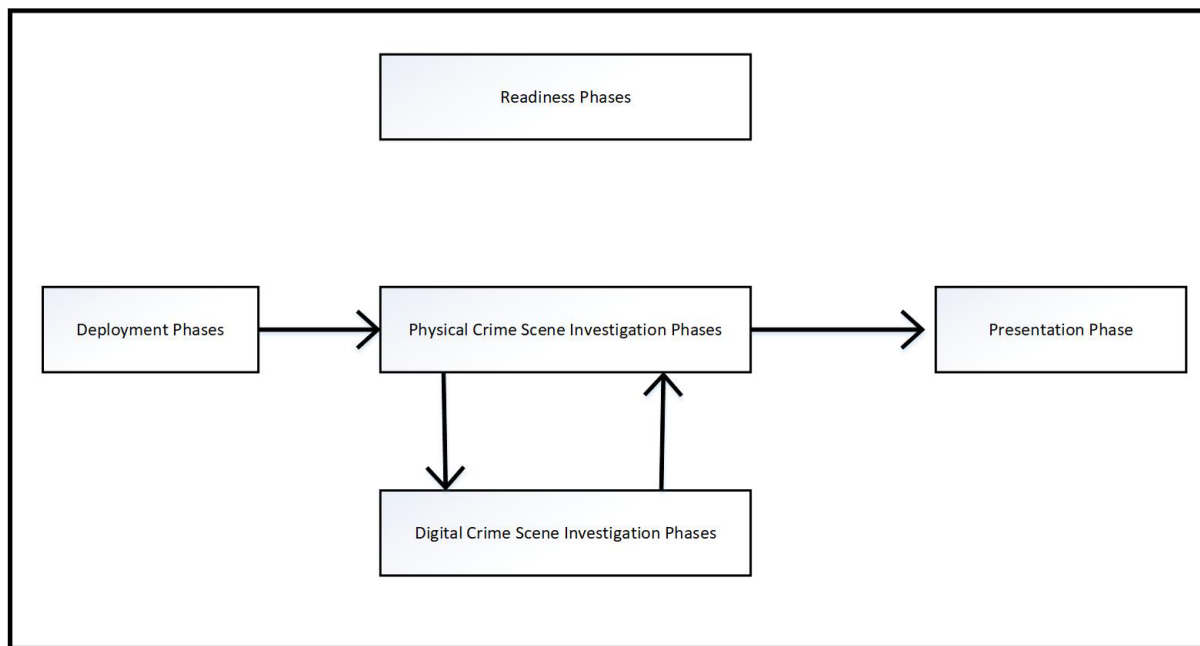 Readiness Phases
Deployment Phases
Physical Crime Scene Investigation Phases
Presentation Phase
Digital Crime Scene Investigation Phases